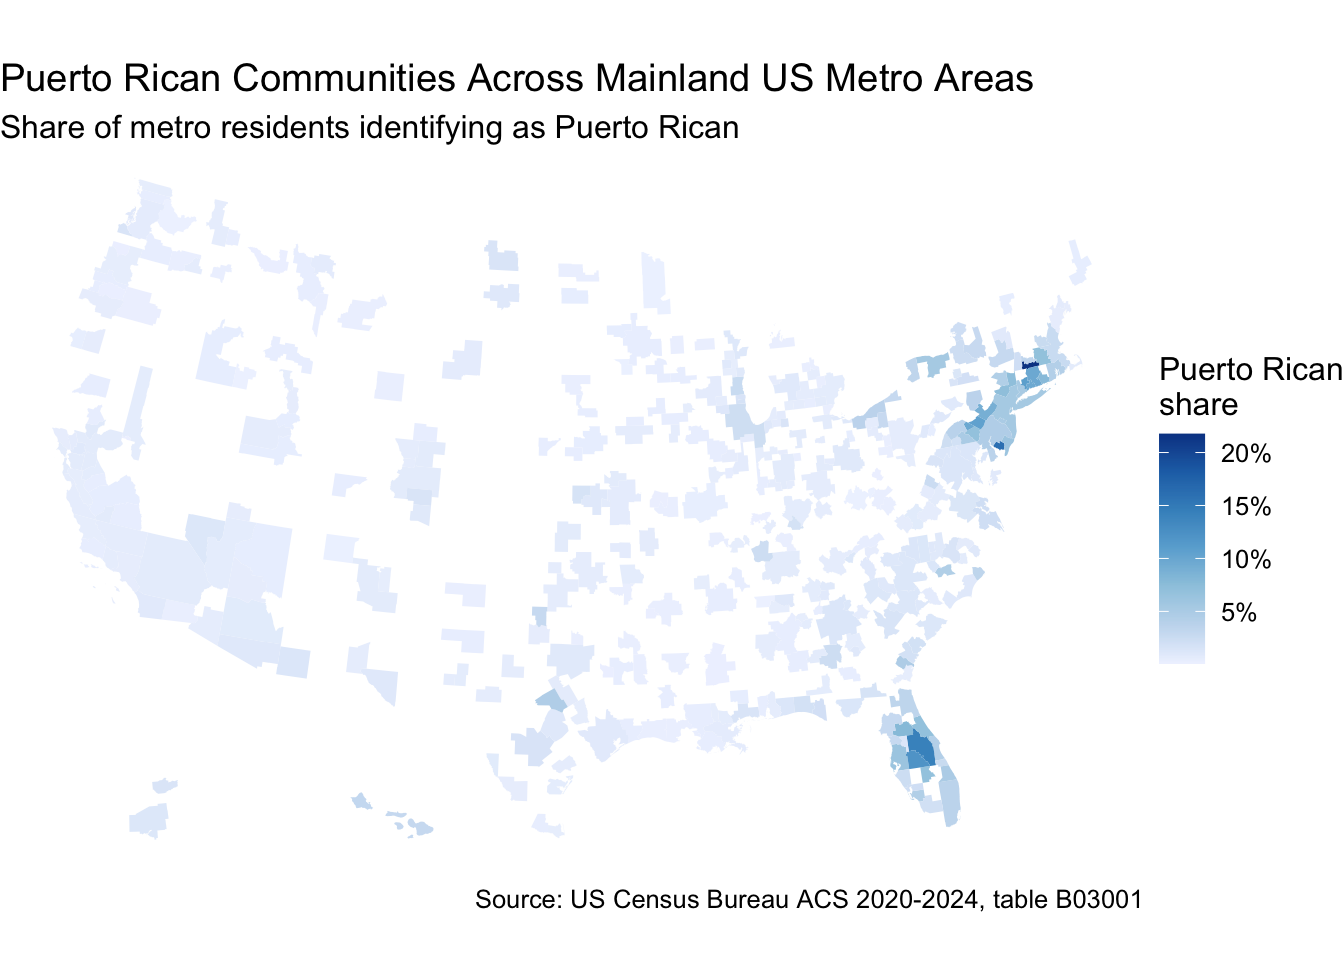 Puerto Rican Communities Across Mainland US Metro Areas
Share of metro residents identifying as Puerto Rican
Puerto Rican
share
20%
15%
10%
5%
Source: US Census Bureau ACS 2020-2024, table B03001